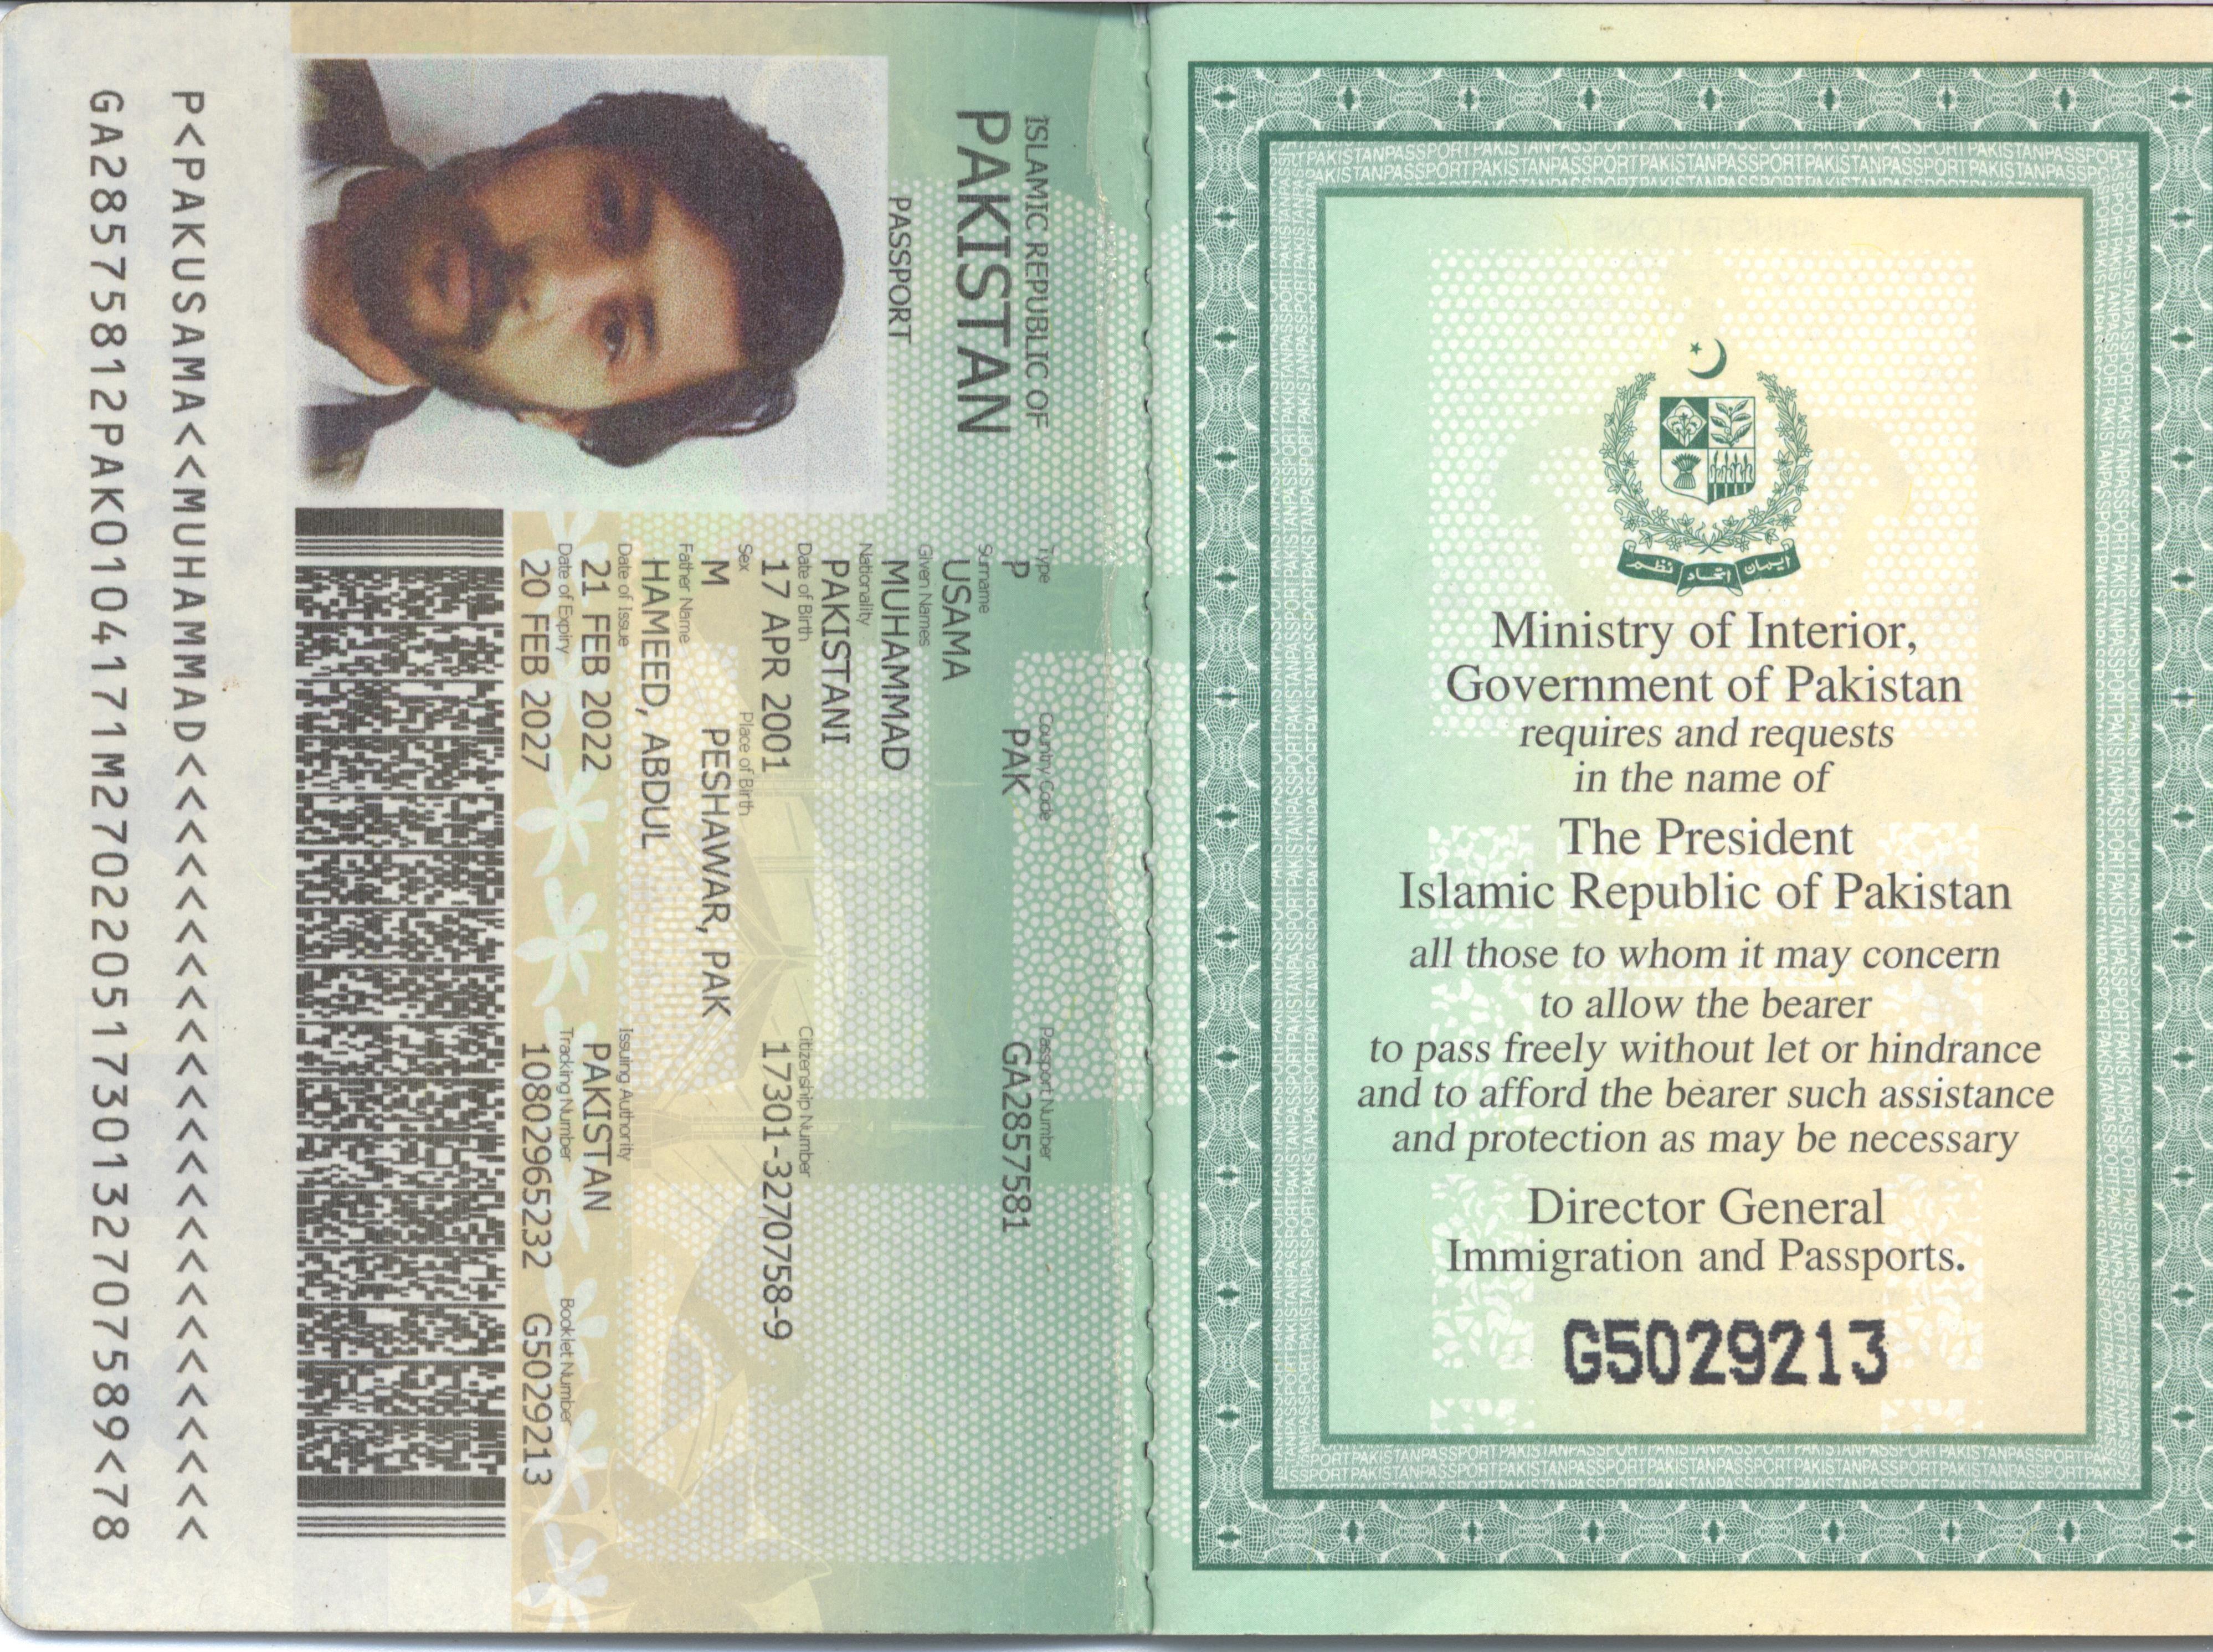 ISLAMIC REPUBLIC OF
PAKISTAN
PASSPORT
Type Country Code Passport Number
P PAK GA2857581
Surname
USAMA
Given Names
MUHAMMAD
Nationality
PAKISTANI
Date of Birth Citizenship Number
17 APR 2001 17301-3270758-9
Sex Place of Birth
M PESHAWAR, PAK
Father Name
HAMEED, ABDUL
Date of Issue Issuing Authority
21 FEB 2022 PAKISTAN
Date of Expiry Tracking Number Booklet Number
20 FEB 2027 10802965232 G5029213
P<PAKUSAMA<<MUHAMMAD<<<<<<<<<<<<<<<<<<<<<<<<
GA28575812PAK0104171M27022051730132707589<78
ایمان اتحاد نظم
Ministry of Interior,
Government of Pakistan
requires and requests
in the name of
The President
Islamic Republic of Pakistan
all those to whom it may concern
to allow the bearer
to pass freely without let or hindrance
and to afford the bearer such assistance
and protection as may be necessary
Director General
Immigration and Passports.
G5029213